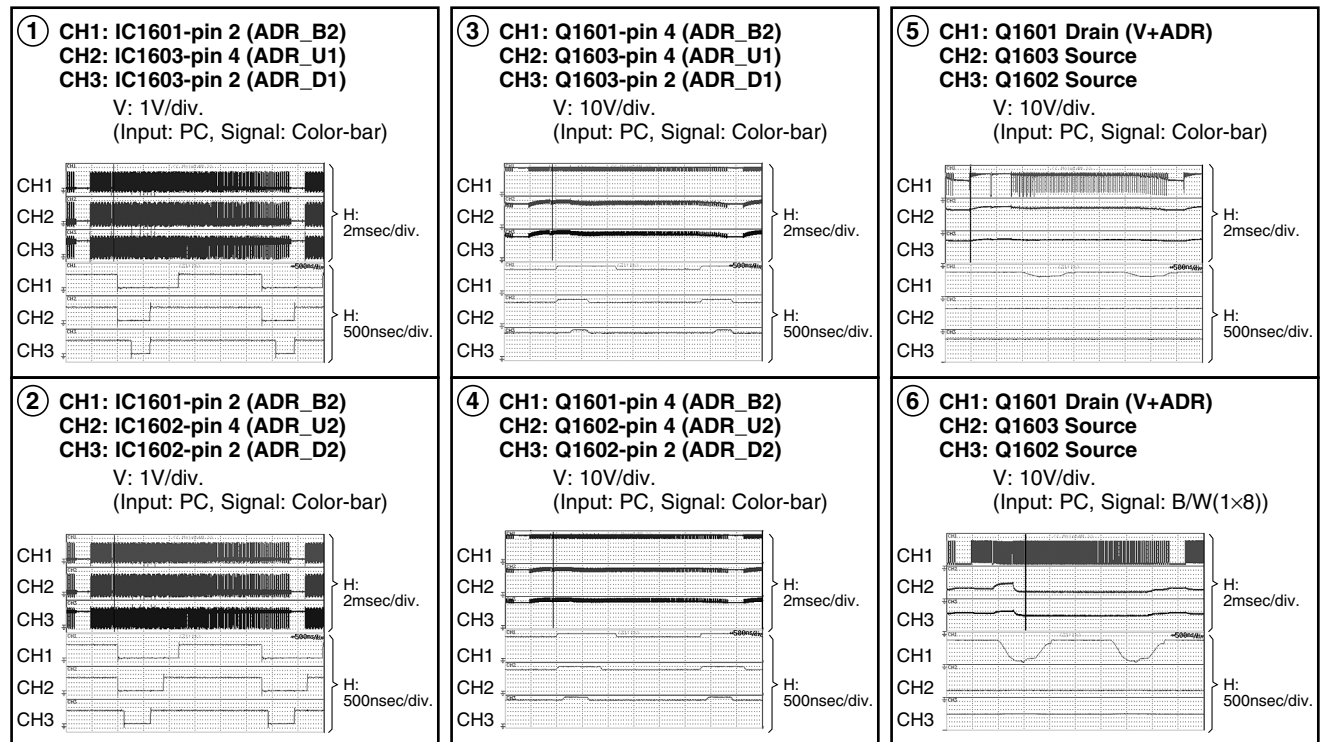 ① CH1: IC1601-pin 2 (ADR_B2)
CH2: IC1603-pin 4 (ADR_U1)
CH3: IC1603-pin 2 (ADR_D1)
V: 1V/div.
(Input: PC, Signal: Color-bar)
CH1
CH2
CH3
H:
2msec/div.
CH1
CH2
CH3
H:
500nsec/div.
② CH1: IC1601-pin 2 (ADR_B2)
CH2: IC1602-pin 4 (ADR_U2)
CH3: IC1602-pin 2 (ADR_D2)
V: 1V/div.
(Input: PC, Signal: Color-bar)
CH1
CH2
CH3
H:
2msec/div.
CH1
CH2
CH3
H:
500nsec/div.
③ CH1: Q1601-pin 4 (ADR_B2)
CH2: Q1603-pin 4 (ADR_U1)
CH3: Q1603-pin 2 (ADR_D1)
V: 10V/div.
(Input: PC, Signal: Color-bar)
CH1
CH2
CH3
H:
2msec/div.
CH1
CH2
CH3
H:
500nsec/div.
④ CH1: Q1601-pin 4 (ADR_B2)
CH2: Q1602-pin 4 (ADR_U2)
CH3: Q1602-pin 2 (ADR_D2)
V: 10V/div.
(Input: PC, Signal: Color-bar)
CH1
CH2
CH3
H:
2msec/div.
CH1
CH2
CH3
H:
500nsec/div.
⑤ CH1: Q1601 Drain (V+ADR)
CH2: Q1603 Source
CH3: Q1602 Source
V: 10V/div.
(Input: PC, Signal: Color-bar)
CH1
CH2
CH3
H:
2msec/div.
CH1
CH2
CH3
H:
500nsec/div.
⑥ CH1: Q1601 Drain (V+ADR)
CH2: Q1603 Source
CH3: Q1602 Source
V: 10V/div.
(Input: PC, Signal: B/W(1×8))
CH1
CH2
CH3
H:
2msec/div.
CH1
CH2
CH3
H:
500nsec/div.